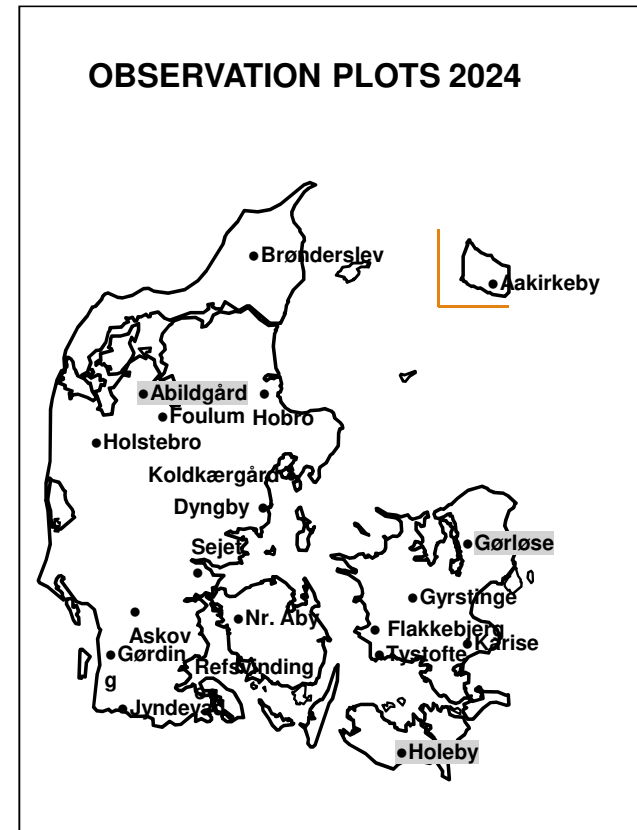 OBSERVATION PLOTS 2024
Brønderslev
Aakirkeby
Abildgård
Hobro
Foulum
Holstebro
Koldkærgård
Dyngby
Sejet
Gørløse
Gyrstinge
Nr. Aby
Flakkebjerg
Askov
Karise
Gørdin
g
Tystofte
Refsvinding
Jyndevad
Holeby